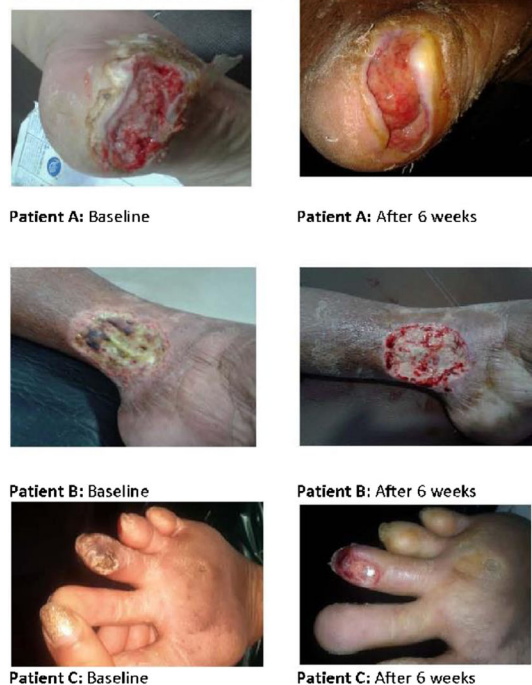 Patient A: Baseline
Patient A: After 6 weeks
Patient B: Baseline
Patient B: After 6 weeks
Patient C: Baseline
Patient C: After 6 weeks